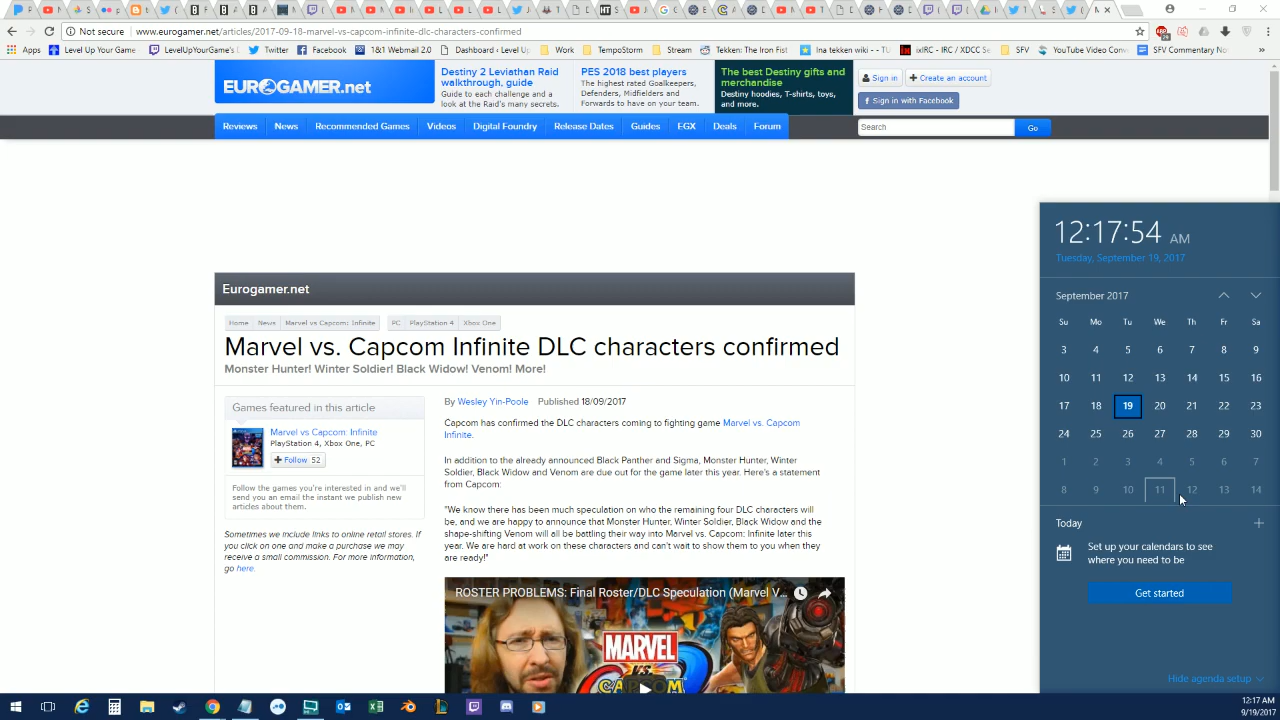 Not secure | www.eurogamer.net/articles/2017-09-18-marvel-vs-capcom-infinite-dlc-characters-confirmed
Apps Level Up Your Game LevelUpYourGame's Twitter Facebook 1&1 Webmail 2.0 Dashboard ‹ Level U Work TempoStorm Stream Tekken: The Iron Fist Ina tekken wiki - TU ixIRC - IRC / XDCC Se SFV YouTube Video Conve SFV Commentary No »
EUROGAMER.net
Destiny 2 Leviathan Raid
walkthrough, guide
Guide to each challenge and a
look at the Raid's many secrets.
PES 2018 best players
The highest rated Goalkeepers,
Defenders, Midfielders and
Forwards to have on your team.
The best Destiny gifts and
merchandise
Destiny hoodies, T-shirts, toys,
and more.
Sign in
Create an account
Sign in with Facebook
Reviews News Recommended Games Videos Digital Foundry Release Dates Guides EGX Deals Forum
Search Go
Eurogamer.net
Home News Marvel vs Capcom: Infinite PC PlayStation 4 Xbox One
Marvel vs. Capcom Infinite DLC characters confirmed
Monster Hunter! Winter Soldier! Black Widow! Venom! More!
Games featured in this article
Marvel vs Capcom: Infinite
PlayStation 4, Xbox One, PC
Follow 52
Follow the games you're interested in and we'll
send you an email the instant we publish new
articles about them.
Sometimes we include links to online retail stores. If
you click on one and make a purchase we may
receive a small commission. For more information,
go here.
By Wesley Yin-Poole Published 18/09/2017
Capcom has confirmed the DLC characters coming to fighting game Marvel vs. Capcom
Infinite.
In addition to the already announced Black Panther and Sigma, Monster Hunter, Winter
Soldier, Black Widow and Venom are due out for the game later this year. Here's a statement
from Capcom:
"We know there has been much speculation on who the remaining four DLC characters will
be, and we are happy to announce that Monster Hunter, Winter Soldier, Black Widow and the
shape-shifting Venom will all be battling their way into Marvel vs. Capcom: Infinite later this
year. We are hard at work on these characters and can't wait to show them to you when they
are ready!"
ROSTER PROBLEMS: Final Roster/DLC Speculation (Marvel V...
MARVEL
VS.
CAPCOM
12:17:54 AM
Tuesday, September 19, 2017
September 2017
Su Mo Tu We Th Fr Sa
3 4 5 6 7 8 9
10 11 12 13 14 15 16
17 18 19 20 21 22 23
24 25 26 27 28 29 30
1 2 3 4 5 6 7
8 9 10 11 12 13 14
Today
Set up your calendars to see
where you need to be
Get started
Hide agenda setup
12:17 AM
9/19/2017